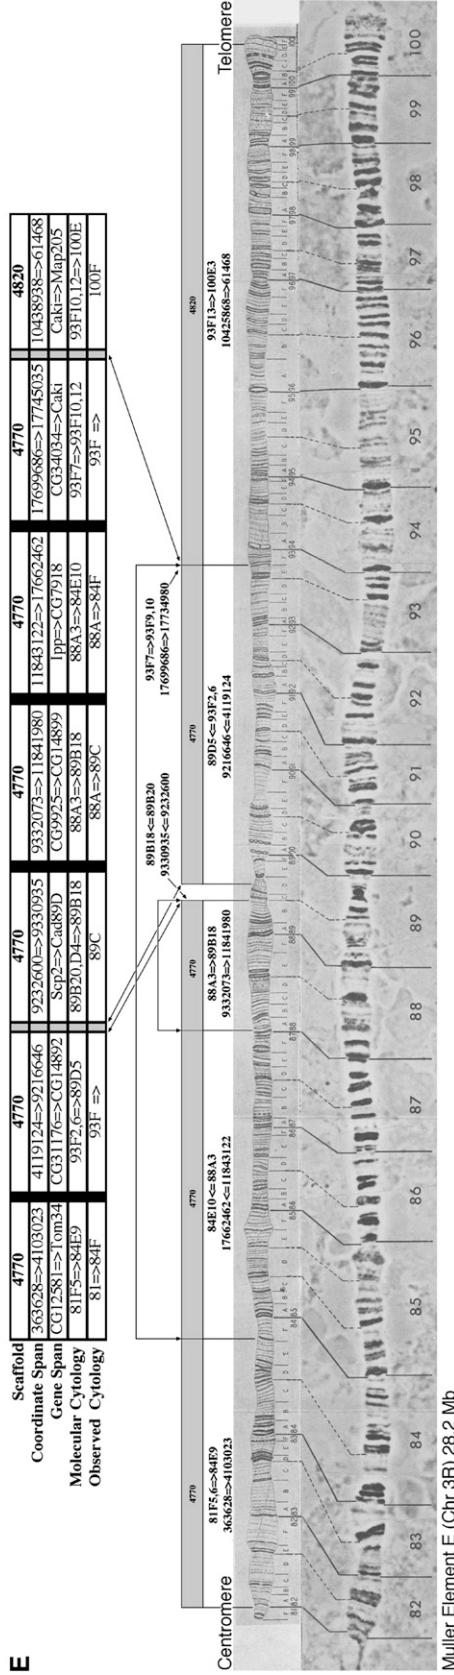 E
Scaffold 4770 4770 4770 4770 4770 4770 4820
Coordinate Span 363628=>4103023 4119124=>9216646 9232600=>9330935 9332073=>11841980 11843122=>17662462 17699686=>17745035 10438938=>61468
Gene Span CG12581=>Tom34 CG31176=>CG14892 Scp2=>Cad89D CG9925=>CG14899 Ipp=>CG7918 CG34034=>Caki Caki=>Map205
Molecular Cytology 81F5=>84E9 93F2,6=>89D5 89B20,D4=>89B18 88A3=>89B18 88A3=>84E10 93F7=>93F10,12 93F10,12=>100E
Observed Cytology 81=>84F 93F => 89C 88A=>89C 88A=>84F 93F => 100F
89B18<=89B20
9330935<=9232600
93F7=>93F9,10
17699686=>17734980
Centromere
Telomere
4770 4770 4770 4770 4820
81F5,6=>84E9
363628=>4103023
84E10<=88A3
17662462<=11843122
88A3=>89B18
9332073=>11841980
89D5<=93F2,6
9216646<=4119124
93F13=>100E3
10425868=>61468
82 83 84 85 86 87 88 89 90 91 92 93 94 95 96 97 98 99 100
Muller Element E (Chr 3R) 28.2 Mb